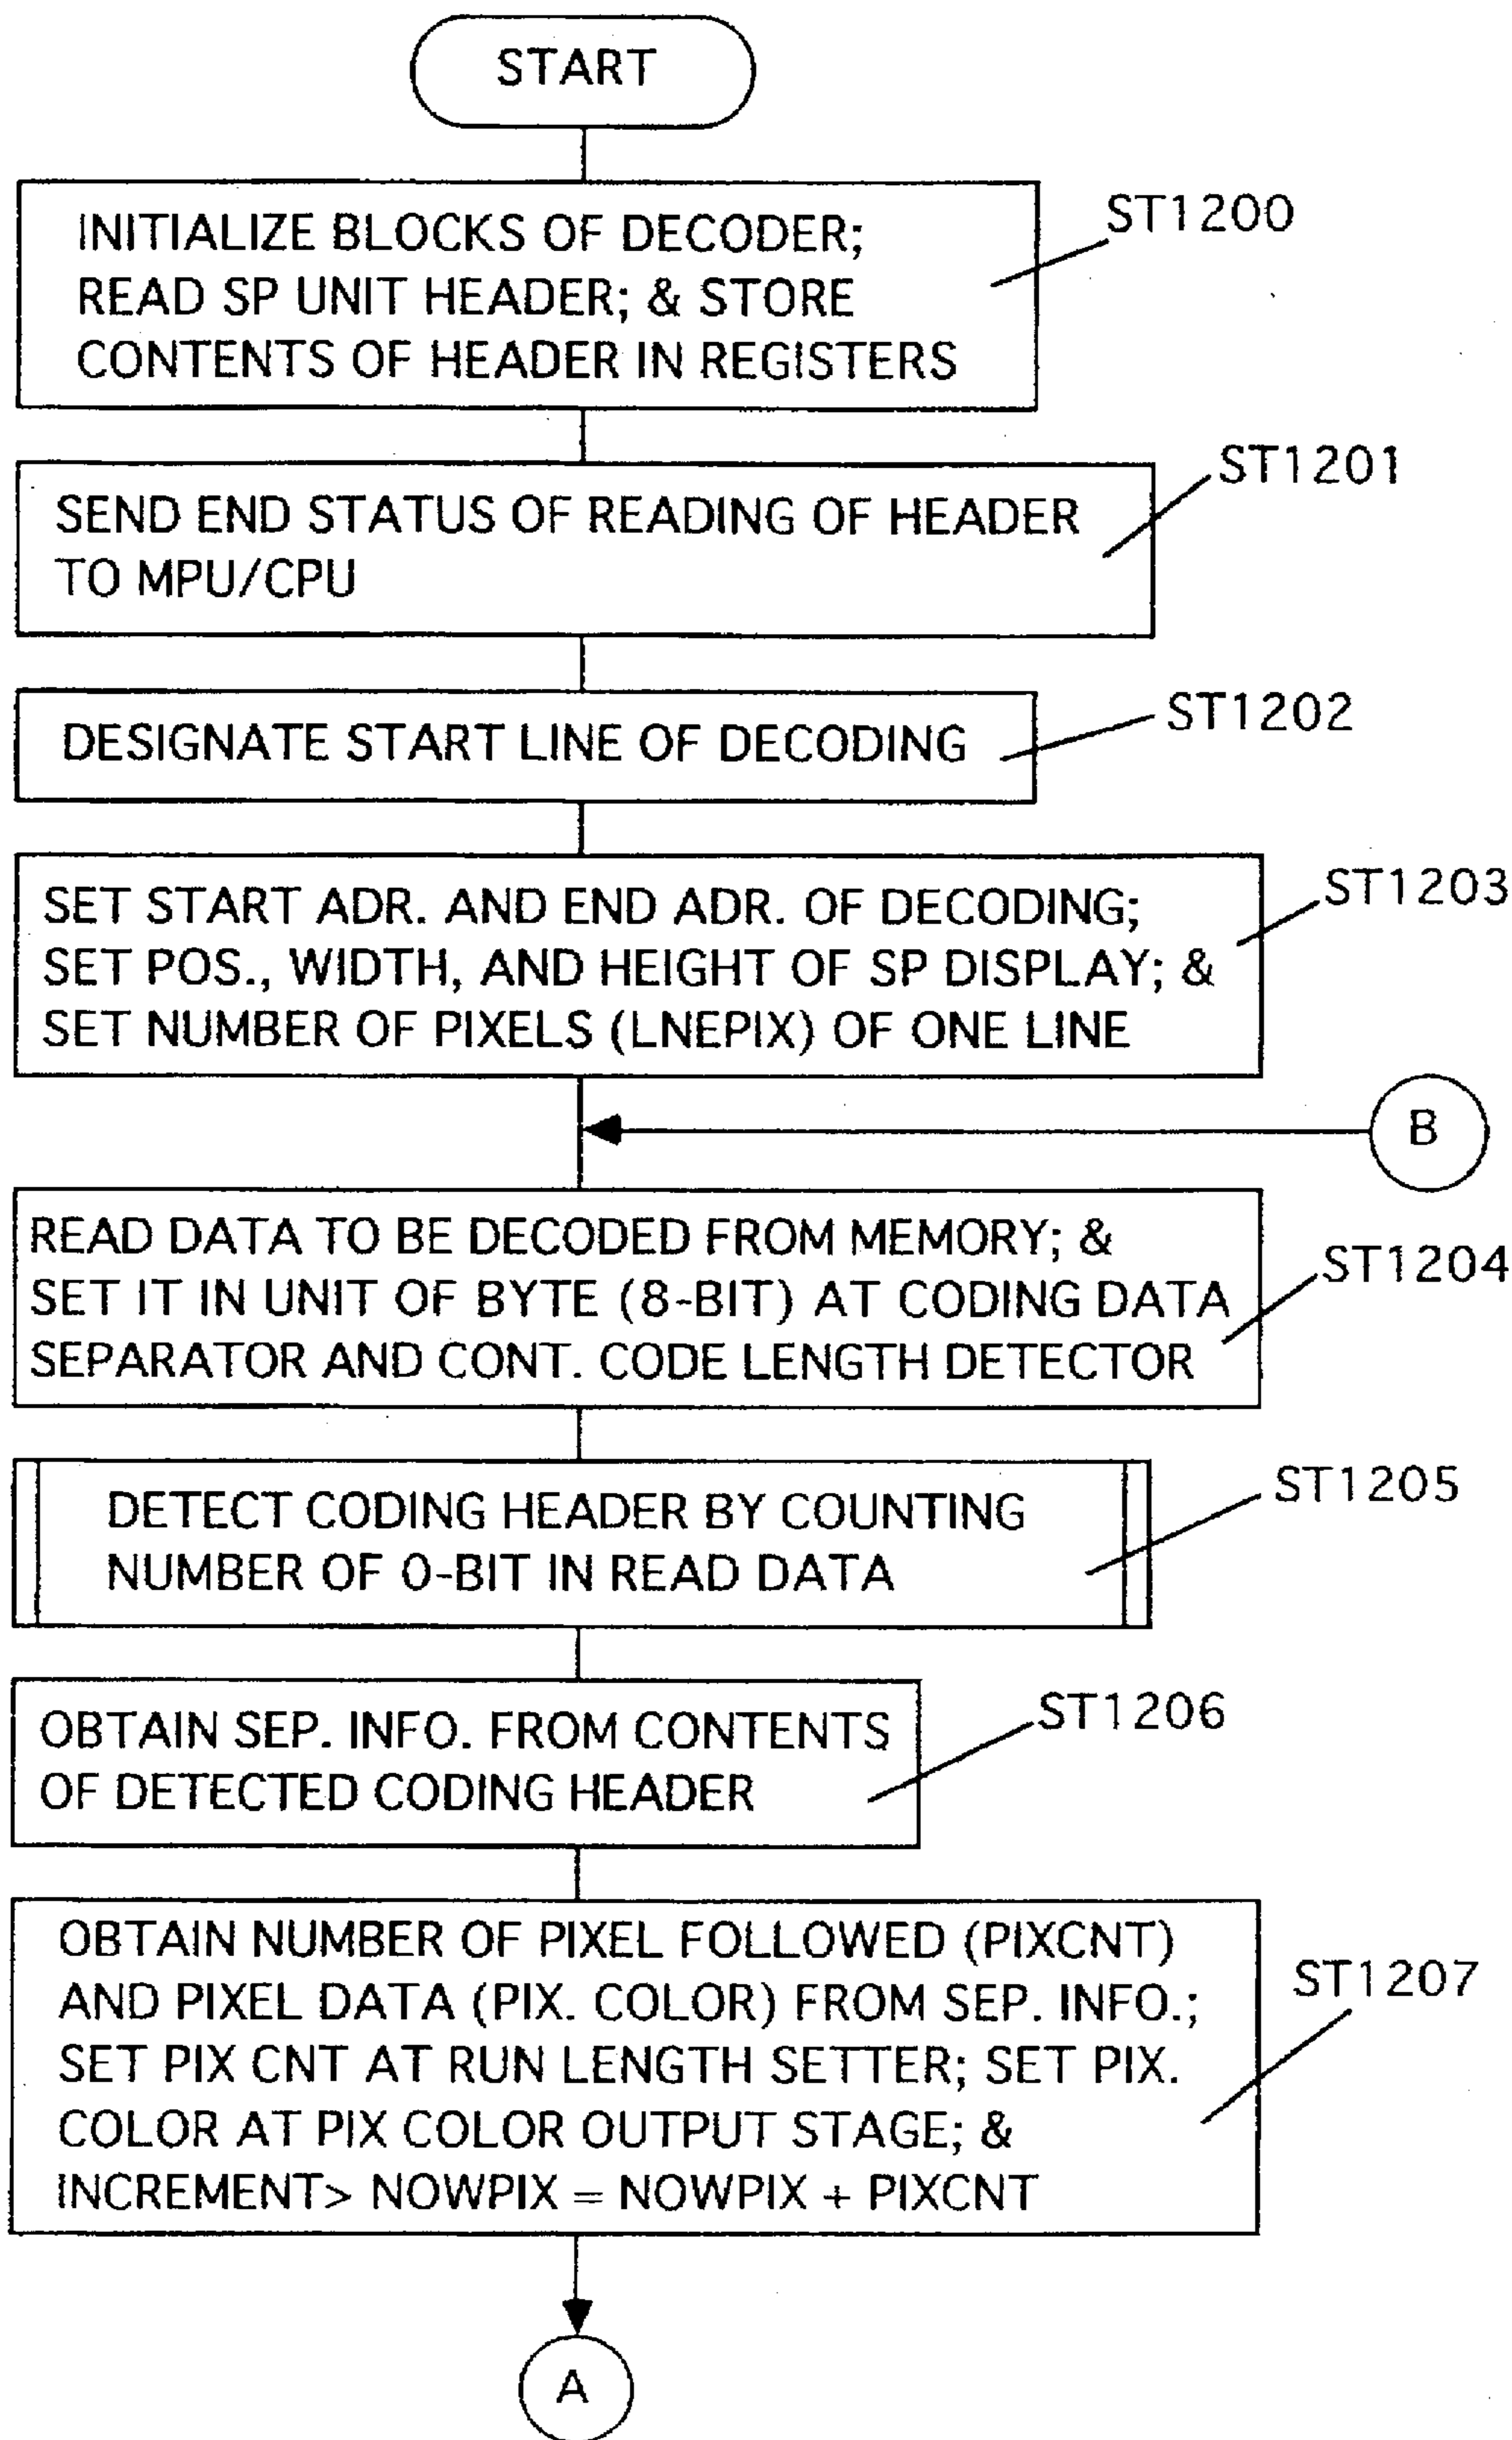 START
INITIALIZE BLOCKS OF DECODER;
READ SP UNIT HEADER; & STORE
CONTENTS OF HEADER IN REGISTERS
ST1200
SEND END STATUS OF READING OF HEADER
TO MPU/CPU
ST1201
DESIGNATE START LINE OF DECODING
ST1202
SET START ADR. AND END ADR. OF DECODING;
SET POS., WIDTH, AND HEIGHT OF SP DISPLAY; &
SET NUMBER OF PIXELS (LNEPIX) OF ONE LINE
ST1203
B
READ DATA TO BE DECODED FROM MEMORY; &
SET IT IN UNIT OF BYTE (8-BIT) AT CODING DATA
SEPARATOR AND CONT. CODE LENGTH DETECTOR
ST1204
DETECT CODING HEADER BY COUNTING
NUMBER OF 0-BIT IN READ DATA
ST1205
OBTAIN SEP. INFO. FROM CONTENTS
OF DETECTED CODING HEADER
ST1206
OBTAIN NUMBER OF PIXEL FOLLOWED (PIXCNT)
AND PIXEL DATA (PIX. COLOR) FROM SEP. INFO.;
SET PIX CNT AT RUN LENGTH SETTER; SET PIX.
COLOR AT PIX COLOR OUTPUT STAGE; &
INCREMENT> NOWPIX = NOWPIX + PIXCNT
ST1207
A